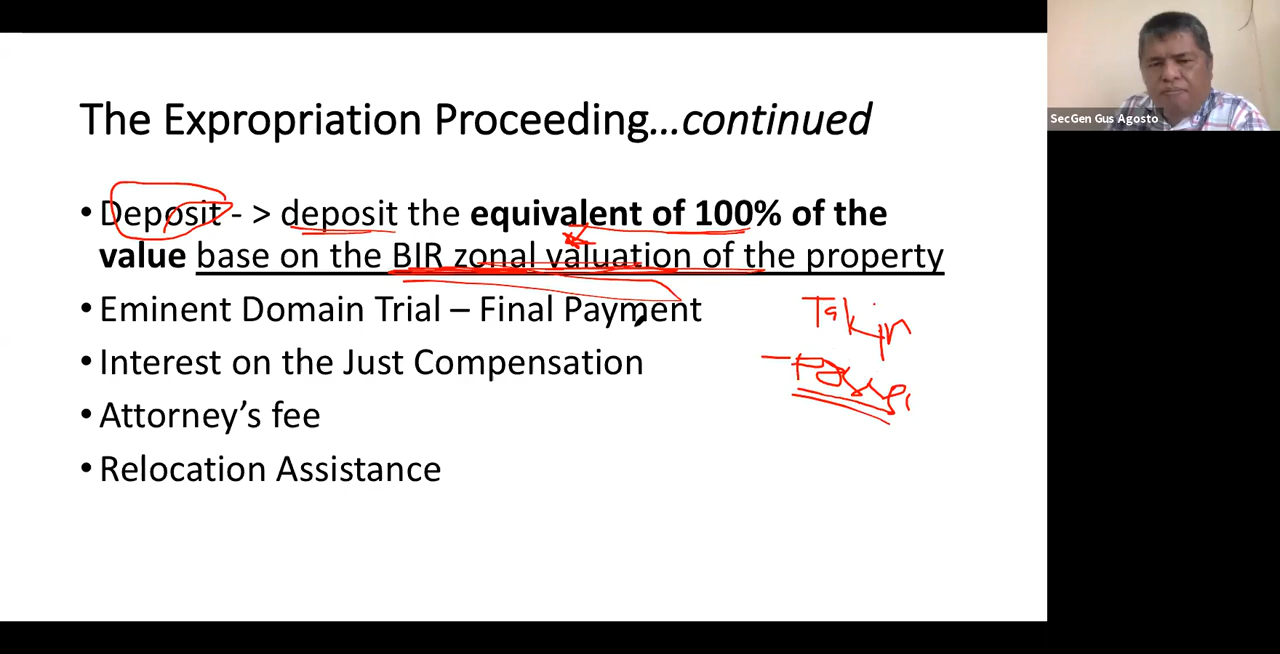 The Expropriation Proceeding...continued
SecGen Gus Agosto
• Deposit - > deposit the equivalent of 100% of the
value base on the BIR zonal valuation of the property
• Eminent Domain Trial – Final Payment
• Interest on the Just Compensation
• Attorney’s fee
• Relocation Assistance